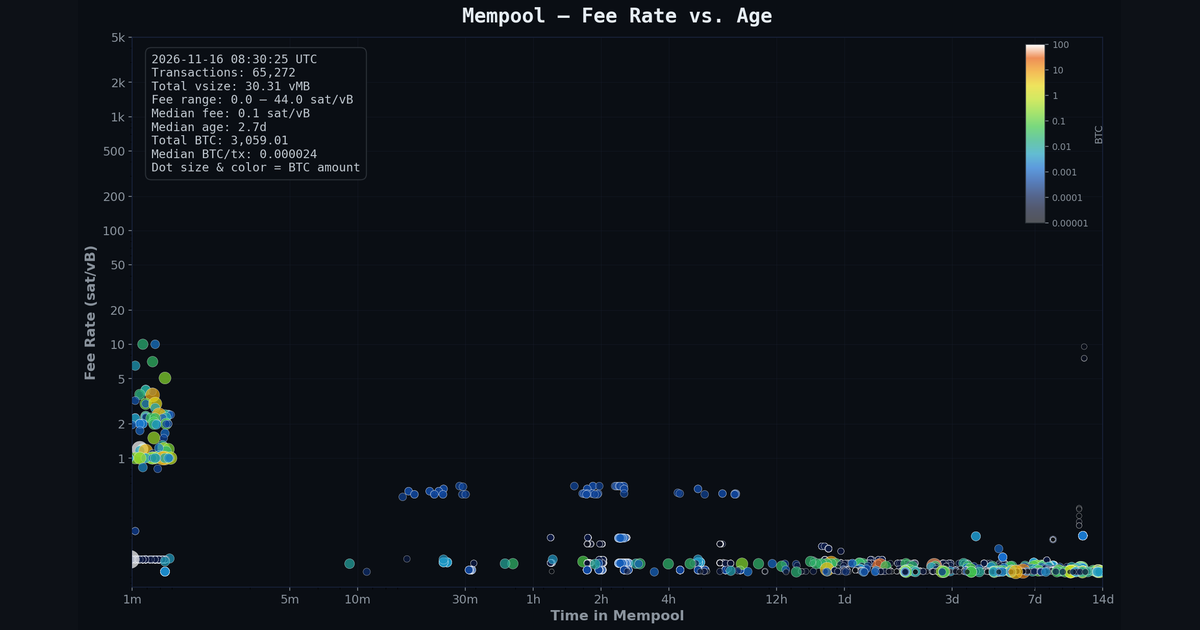 Mempool — Fee Rate vs. Age
2026-11-16 08:30:25 UTC
Transactions: 65,272
Total vsize: 30.31 vMB
Fee range: 0.0 – 44.0 sat/vB
Median fee: 0.1 sat/vB
Median age: 2.7d
Total BTC: 3,059.01
Median BTC/tx: 0.000024
Dot size & color = BTC amount
100
10
1
0.1
0.01
0.001
0.0001
0.00001
BTC
Fee Rate (sat/vB)
5k
2k
1k
500
200
100
50
20
10
5
2
1
1m
5m
10m
30m
1h
2h
4h
12h
1d
3d
7d
14d
Time in Mempool